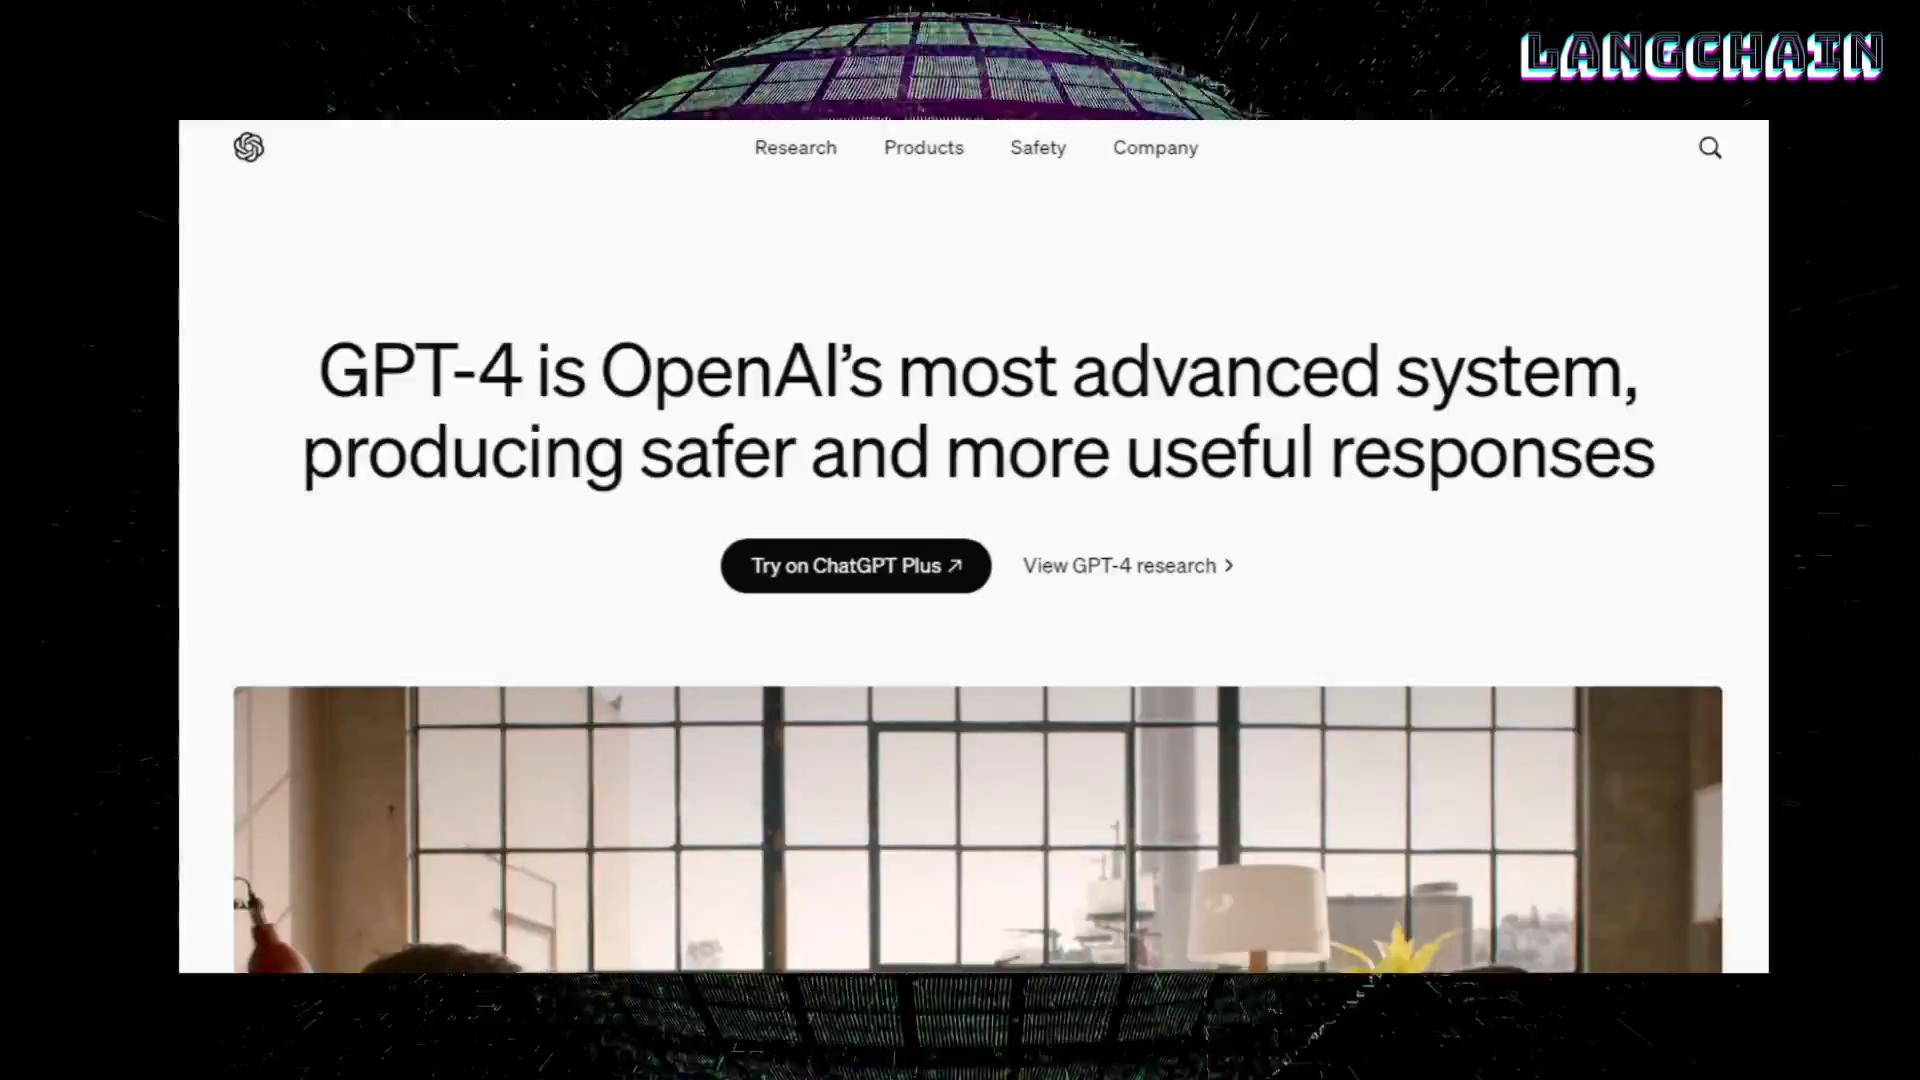 LANGCHAIN
Research Products Safety Company
GPT-4 is OpenAI’s most advanced system,
producing safer and more useful responses
Try on ChatGPT Plus ↗ View GPT-4 research >